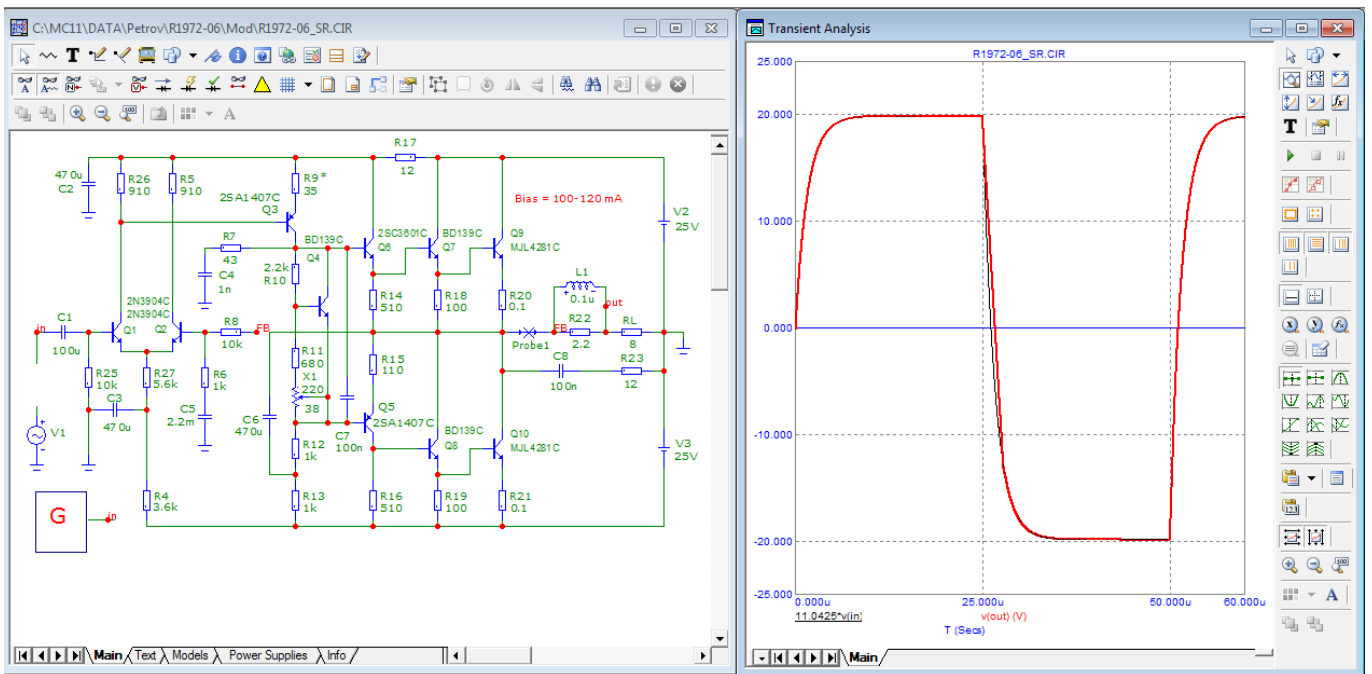 C:\MC11\DATA\Petrov\R1972-06\Mod\R1972-06_SR.CIR
R17
12
470u
C2
R26
910
R5
910
R9*
35
2SA1407C
Q3
Bias = 100-120 mA
V2
25V
R7
43
C4
1n
BD139C
Q4
2.2k
R10
2SC3601C
Q6
BD139C
Q7
Q9
MJL4281C
L1
0.1u
out
2N3904C
2N3904C
Q1
Q2
R8
10k
FB
R14
510
R18
100
R20
0.1
in
C1
100u
Probe1
FB
R22
2.2
RL
8
R25
10k
R27
5.6k
R6
1k
R11
680
X1
220
38
R15
110
C8
100n
R23
12
C3
470u
C5
2.2m
C6
470u
C7
100n
Q5
2SA1407C
BD139C
Q8
Q10
MJL4281C
V3
25V
V1
R12
1k
R4
3.6k
R13
1k
R16
510
R19
100
R21
0.1
G
in
Main
Text
Models
Power Supplies
Info
Transient Analysis
R1972-06_SR.CIR
25.000
20.000
10.000
0.000
-10.000
-20.000
-25.000
0.000u
25.000u
50.000u
60.000u
11.0425*v(in)
v(out) (V)
T (Secs)
Main